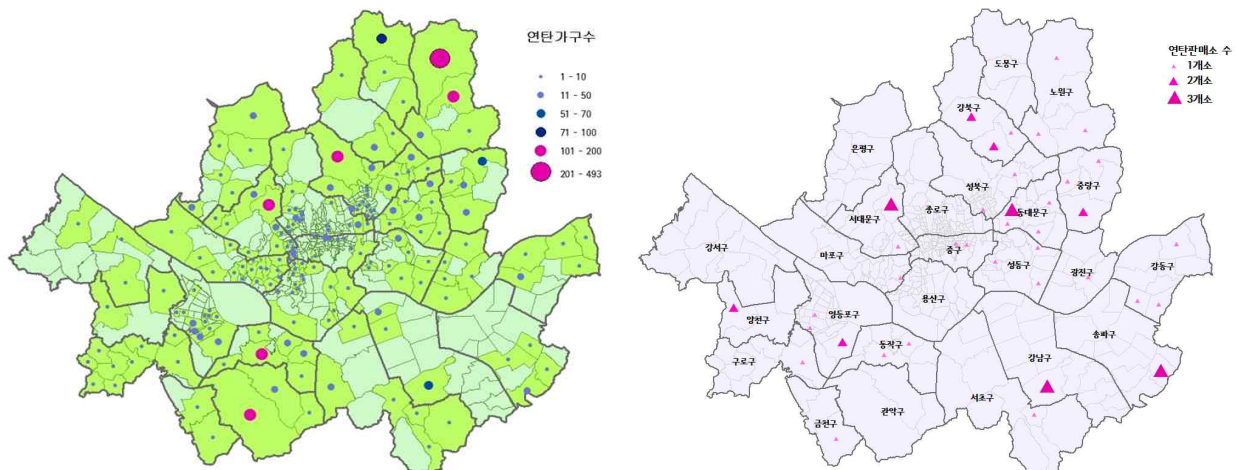 연탄가구수
1 - 10
11 - 50
51 - 70
71 - 100
101 - 200
201 - 493
연탄판매소 수
1개소
2개소
3개소
도봉구
노원구
강북구
은평구
성북구
중랑구
종로구
서대문구
동대문구
강서구
마포구
중구
성동구
광진구
강동구
용산구
양천구
영등포구
송파구
동작구
강남구
구로구
서초구
관악구
금천구